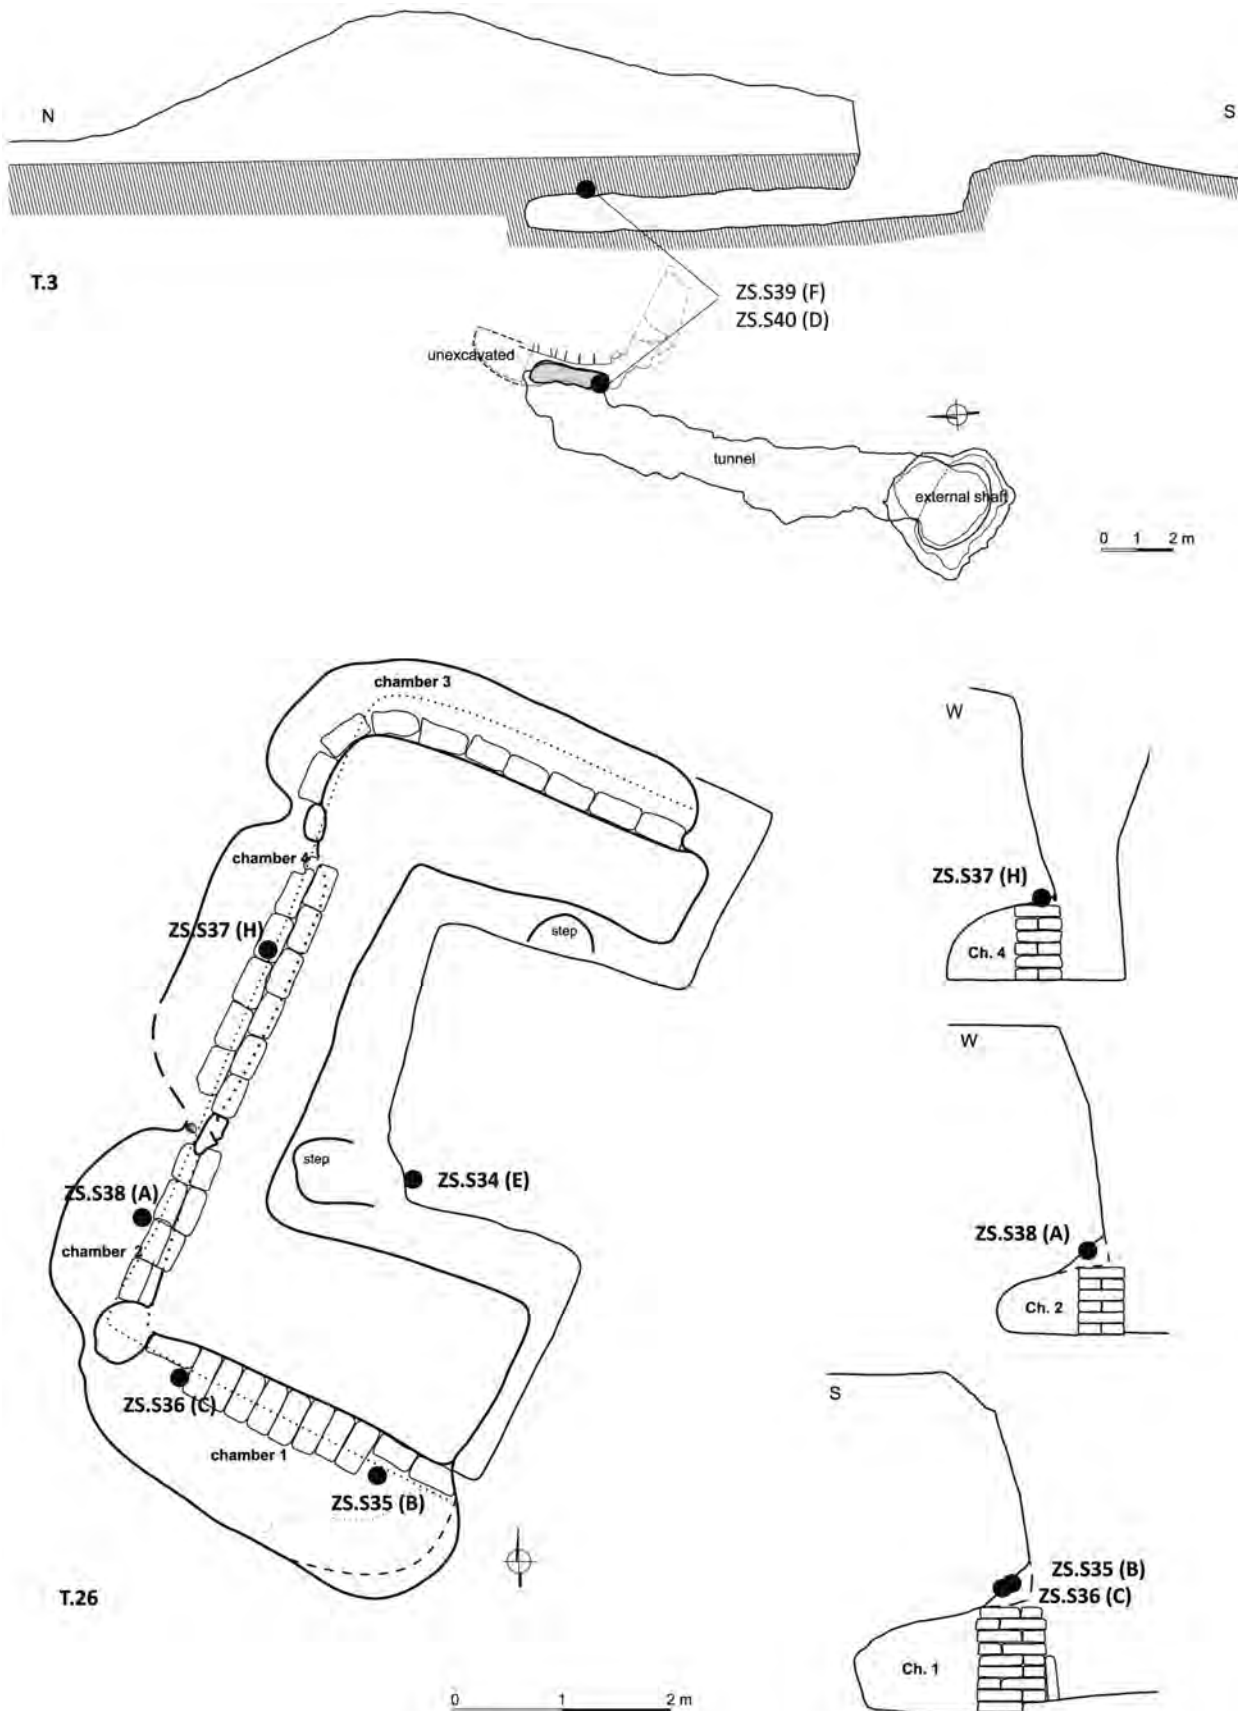 N
S
T.3
ZS.S39 (F)
ZS.S40 (D)
unexcavated
tunnel
external shaft
0 1 2 m
chamber 3
W
chamber 4
ZS.S37 (H)
step
ZS.S37 (H)
Ch. 4
W
step
ZS.S34 (E)
ZS.S38 (A)
chamber 2
ZS.S38 (A)
Ch. 2
S
ZS.S36 (C)
chamber 1
ZS.S35 (B)
ZS.S35 (B)
ZS.S36 (C)
T.26
Ch. 1
0 1 2 m